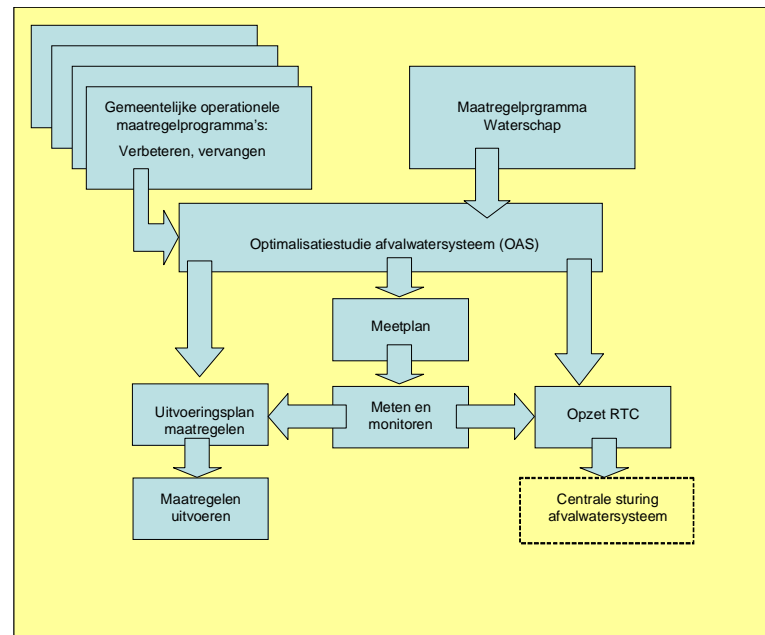 Gemeentelijke operationele
maatregelprogramma's:
Verbeteren, vervangen
Maatregelprgramma
Waterschap
Optimalisatiestudie afvalwatersysteem (OAS)
Meetplan
Uitvoeringsplan
maatregelen
Meten en
monitoren
Opzet RTC
Maatregelen
uitvoeren
Centrale sturing
afvalwatersysteem